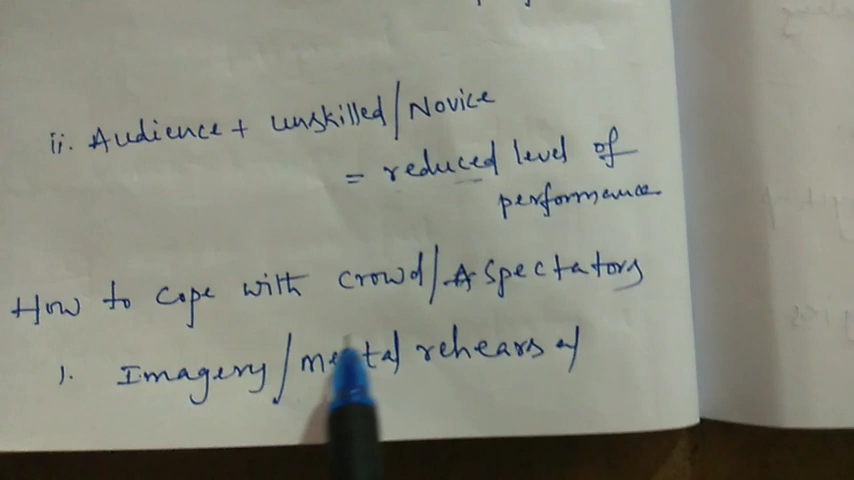 ii. Audience + unskilled/Novice
= reduced level of
performance
How to cope with crowd/Spectators
1. Imagery/mental rehearsal